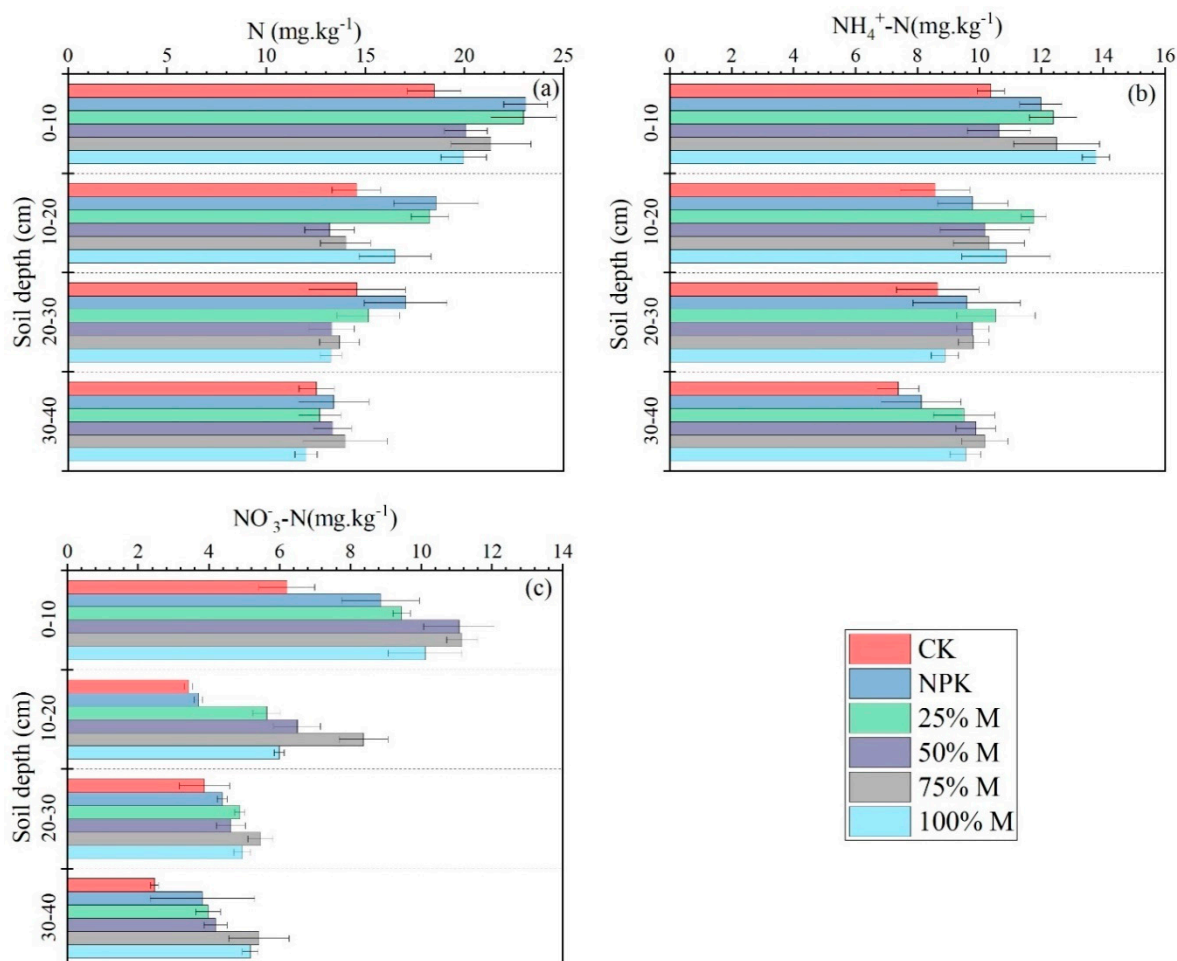 N (mg.kg⁻¹)
0 5 10 15 20 25
(a)
Soil depth (cm)
0-10
10-20
20-30
30-40
NH₄⁺-N(mg.kg⁻¹)
0 2 4 6 8 10 12 14 16
(b)
Soil depth (cm)
0-10
10-20
20-30
30-40
NO⁻₃-N(mg.kg⁻¹)
0 2 4 6 8 10 12 14
(c)
Soil depth (cm)
0-10
10-20
20-30
30-40
CK
NPK
25% M
50% M
75% M
100% M